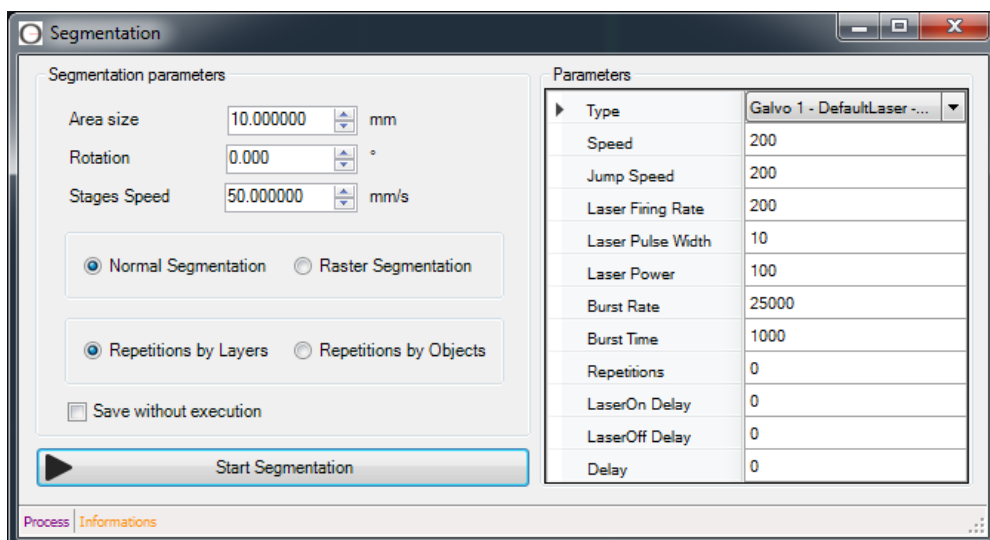 Segmentation
Segmentation parameters
Area size 10.000000 mm
Rotation 0.000 °
Stages Speed 50.000000 mm/s
Normal Segmentation Raster Segmentation
Repetitions by Layers Repetitions by Objects
Save without execution
Start Segmentation
Parameters
Type Galvo 1 - DefaultLaser -...
Speed 200
Jump Speed 200
Laser Firing Rate 200
Laser Pulse Width 10
Laser Power 100
Burst Rate 25000
Burst Time 1000
Repetitions 0
LaserOn Delay 0
LaserOff Delay 0
Delay 0
Process Informations